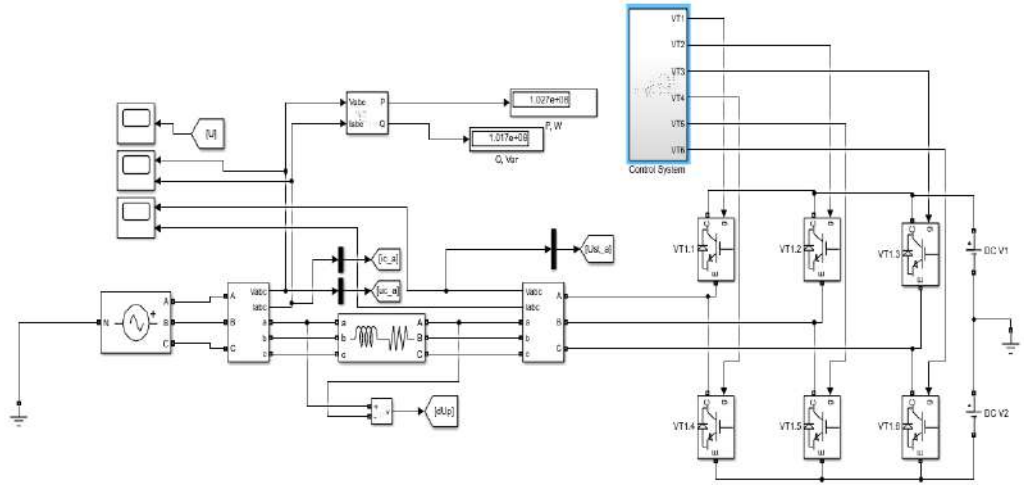 VT1
VT2
VT3
VT4
VT5
VT6
Control System
Vabc
Iabc
P
Q
1.027e+08
P, W
1.017e+08
Q, Var
[U]
[ic_a]
[uc_a]
[Ust_a]
[dUp]
N
A
B
C
A
B
C
Vabc
Iabc
a
b
c
a
b
c
A
B
C
Vabc
Iabc
a
b
c
A
B
C
+
-
v
VT1.1
VT1.2
VT1.3
C
g
E
C
g
E
C
g
E
DC V1
VT1.4
VT1.5
VT1.6
C
g
E
C
g
E
C
g
E
DC V2